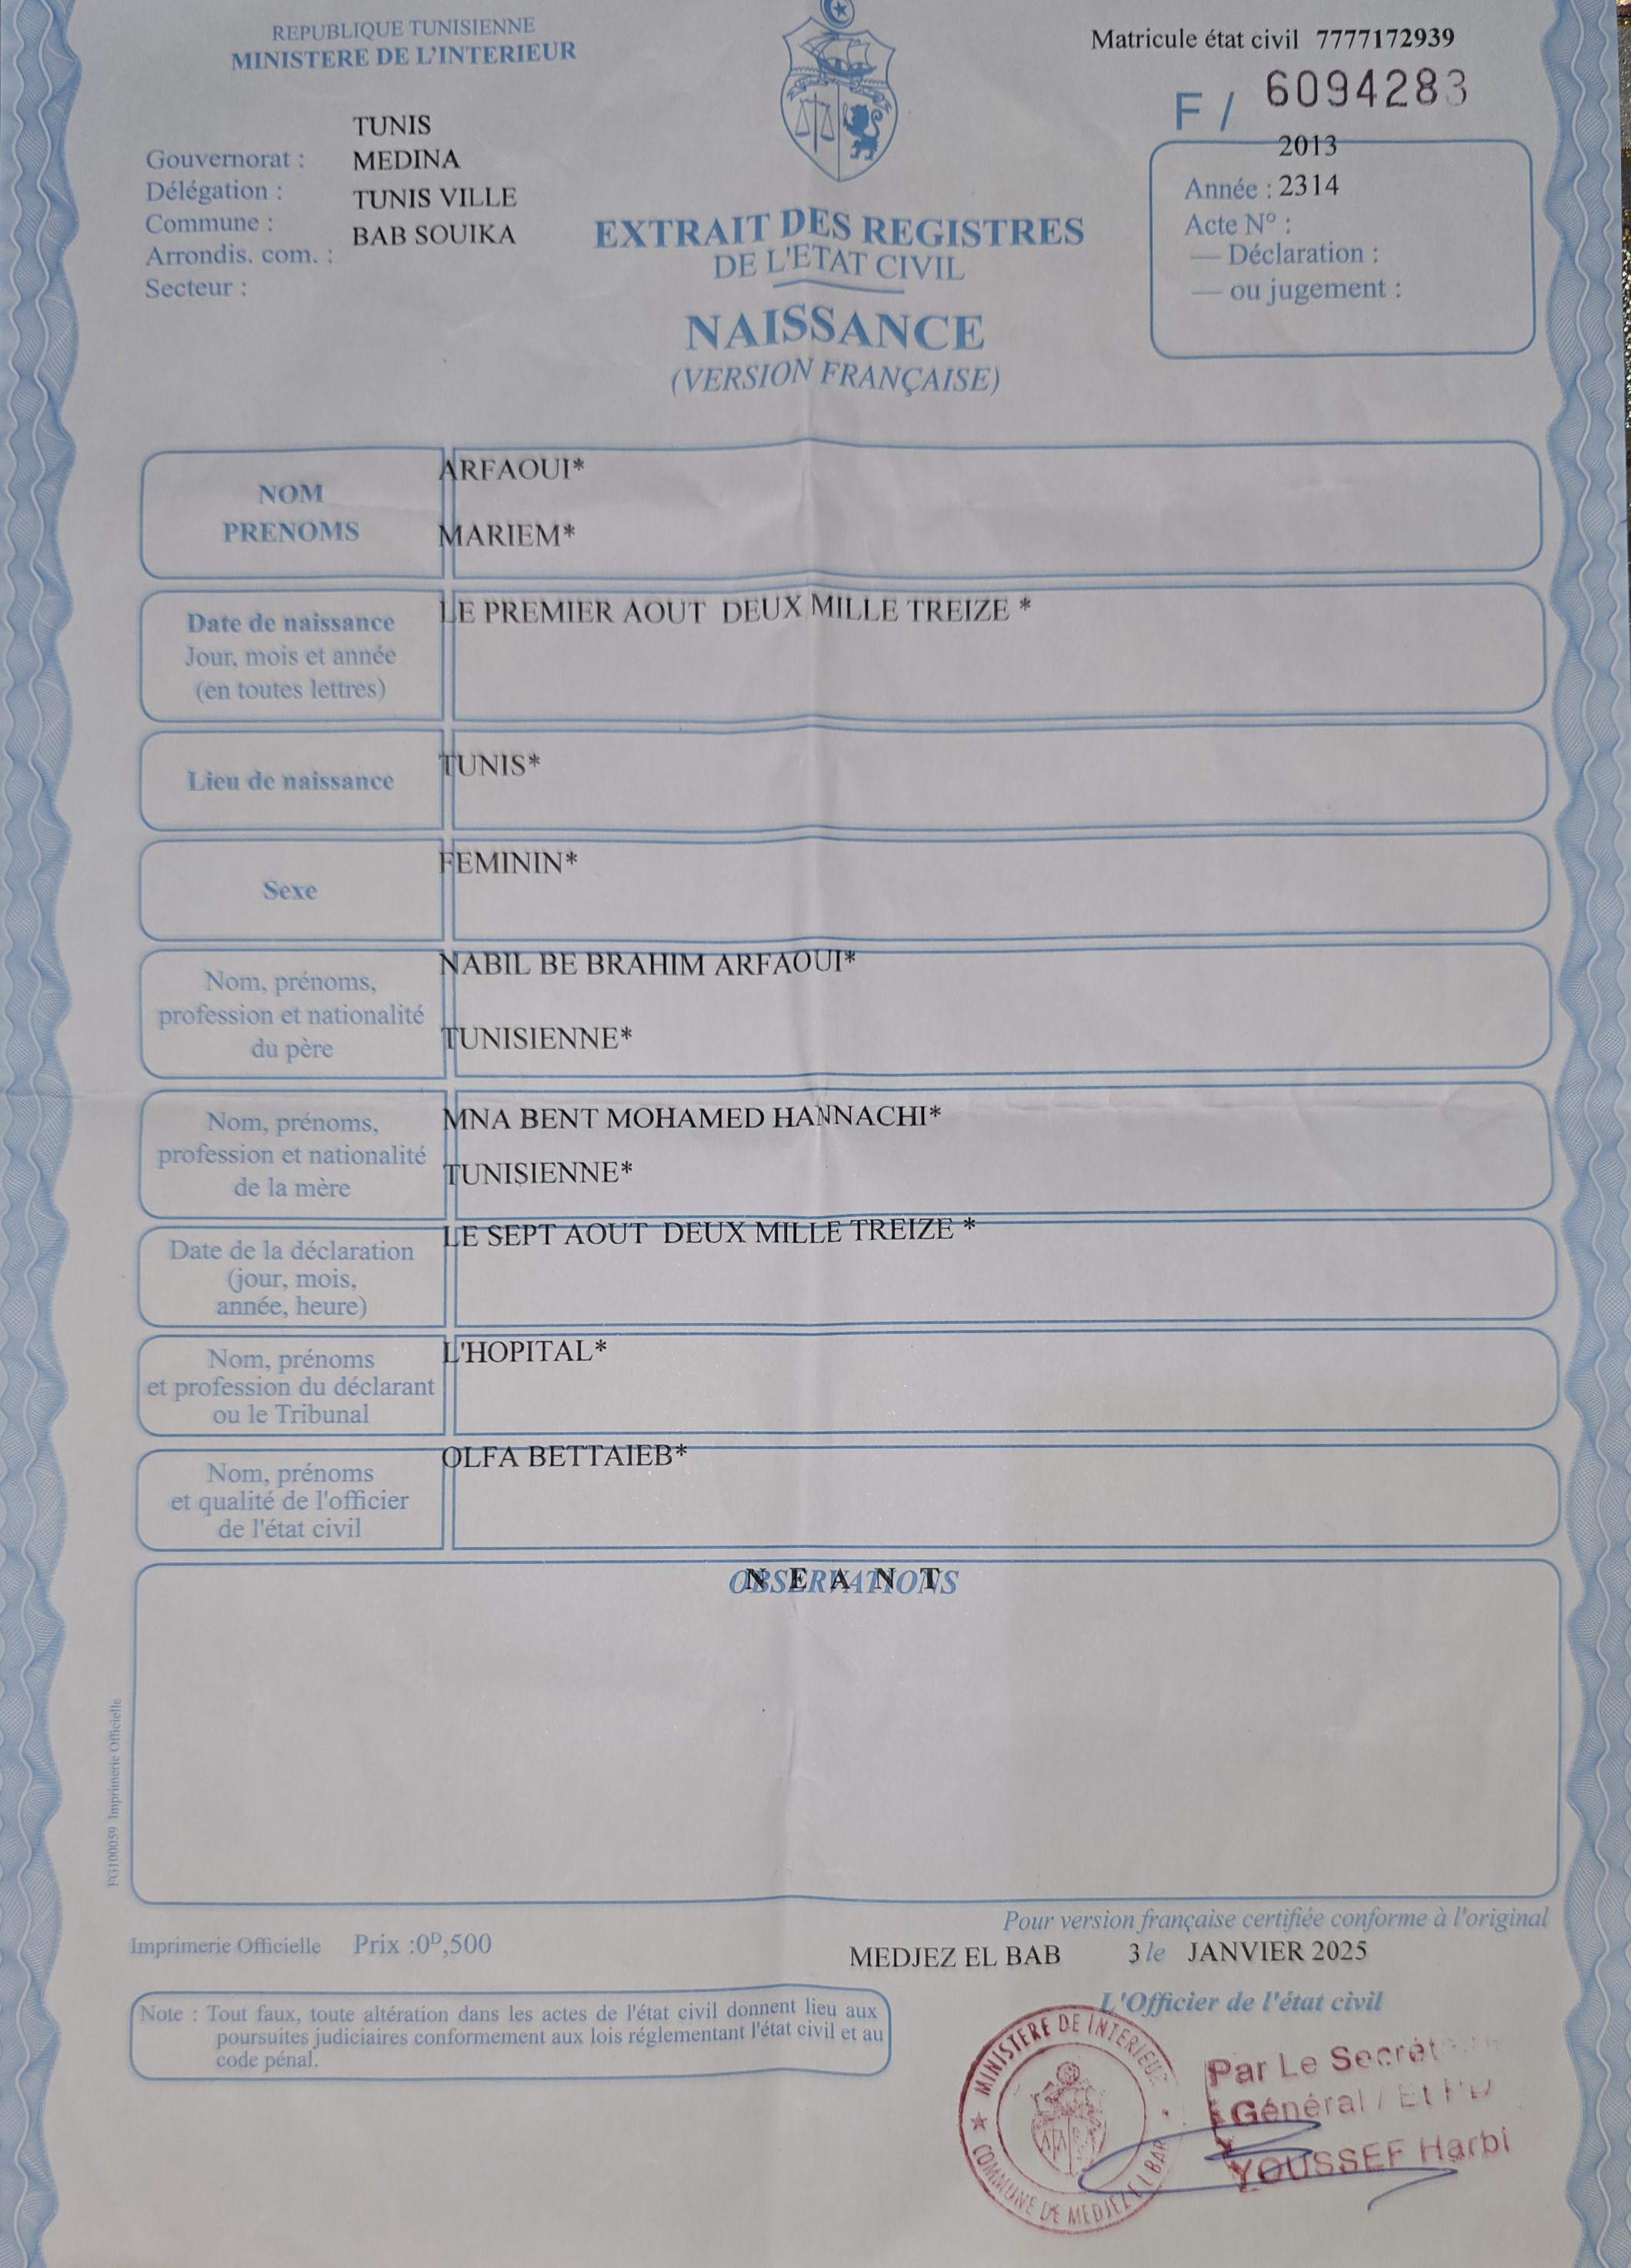 REPUBLIQUE TUNISIENNE
MINISTERE DE L'INTERIEUR
Matricule état civil 7777172939
F / 6094283
TUNIS
Gouvernorat : MEDINA
Délégation : TUNIS VILLE
Commune : BAB SOUIKA
Arrondis. com. :
Secteur :
2013
Année : 2314
Acte N° :
— Déclaration :
— ou jugement :
EXTRAIT DES REGISTRES
DE L'ETAT CIVIL
NAISSANCE
(VERSION FRANÇAISE)
NOM ARFAOUI*
PRENOMS MARIEM*
Date de naissance LE PREMIER AOUT DEUX MILLE TREIZE *
Jour, mois et année
(en toutes lettres)
Lieu de naissance TUNIS*
Sexe FEMININ*
NABIL BE BRAHIM ARFAOUI*
Nom, prénoms,
profession et nationalité
du père TUNISIENNE*
Nom, prénoms, MNA BENT MOHAMED HANNACHI*
profession et nationalité TUNISIENNE*
de la mère
LE SEPT AOUT DEUX MILLE TREIZE *
Date de la déclaration
(jour, mois,
année, heure)
Nom, prénoms L'HOPITAL*
et profession du déclarant
ou le Tribunal
OLFA BETTAIEB*
Nom, prénoms
et qualité de l'officier
de l'état civil
OBSERVATIONS
N E A N T
FG100059 Imprimerie Officielle
Pour version française certifiée conforme à l'original
Imprimerie Officielle Prix :0ᴰ,500
MEDJEZ EL BAB 3 le JANVIER 2025
L'Officier de l'état civil
Note : Tout faux, toute altération dans les actes de l'état civil donnent lieu aux
poursuites judiciaires conformement aux lois réglementant l'état civil et au
code pénal.
MINISTERE DE INTERIEUR
COMMUNE DE MEDJEZ EL BAB
Par Le
Général / Et
YOUSSEF Harbi